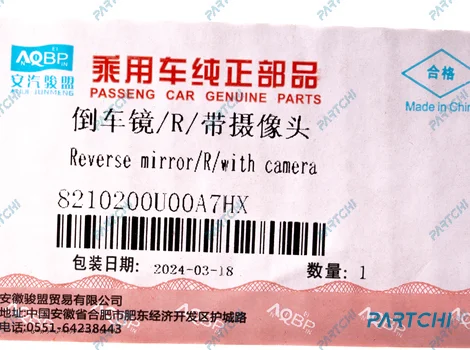 AQBP
安汽骏盟
AQ JUNMENG
乘用车纯正部品
PASSENG CAR GENUINE PARTS
合格
Made in Chin
倒车镜/R/带摄像头
Reverse mirror/R/with camera
8210200U00A7HX
包装日期: 2024-03-18
数量: 1
安徽骏盟贸易有限公司
地址:中国安徽省合肥市肥东经济开发区护城路
电话:0551-64238443
PARTCHI